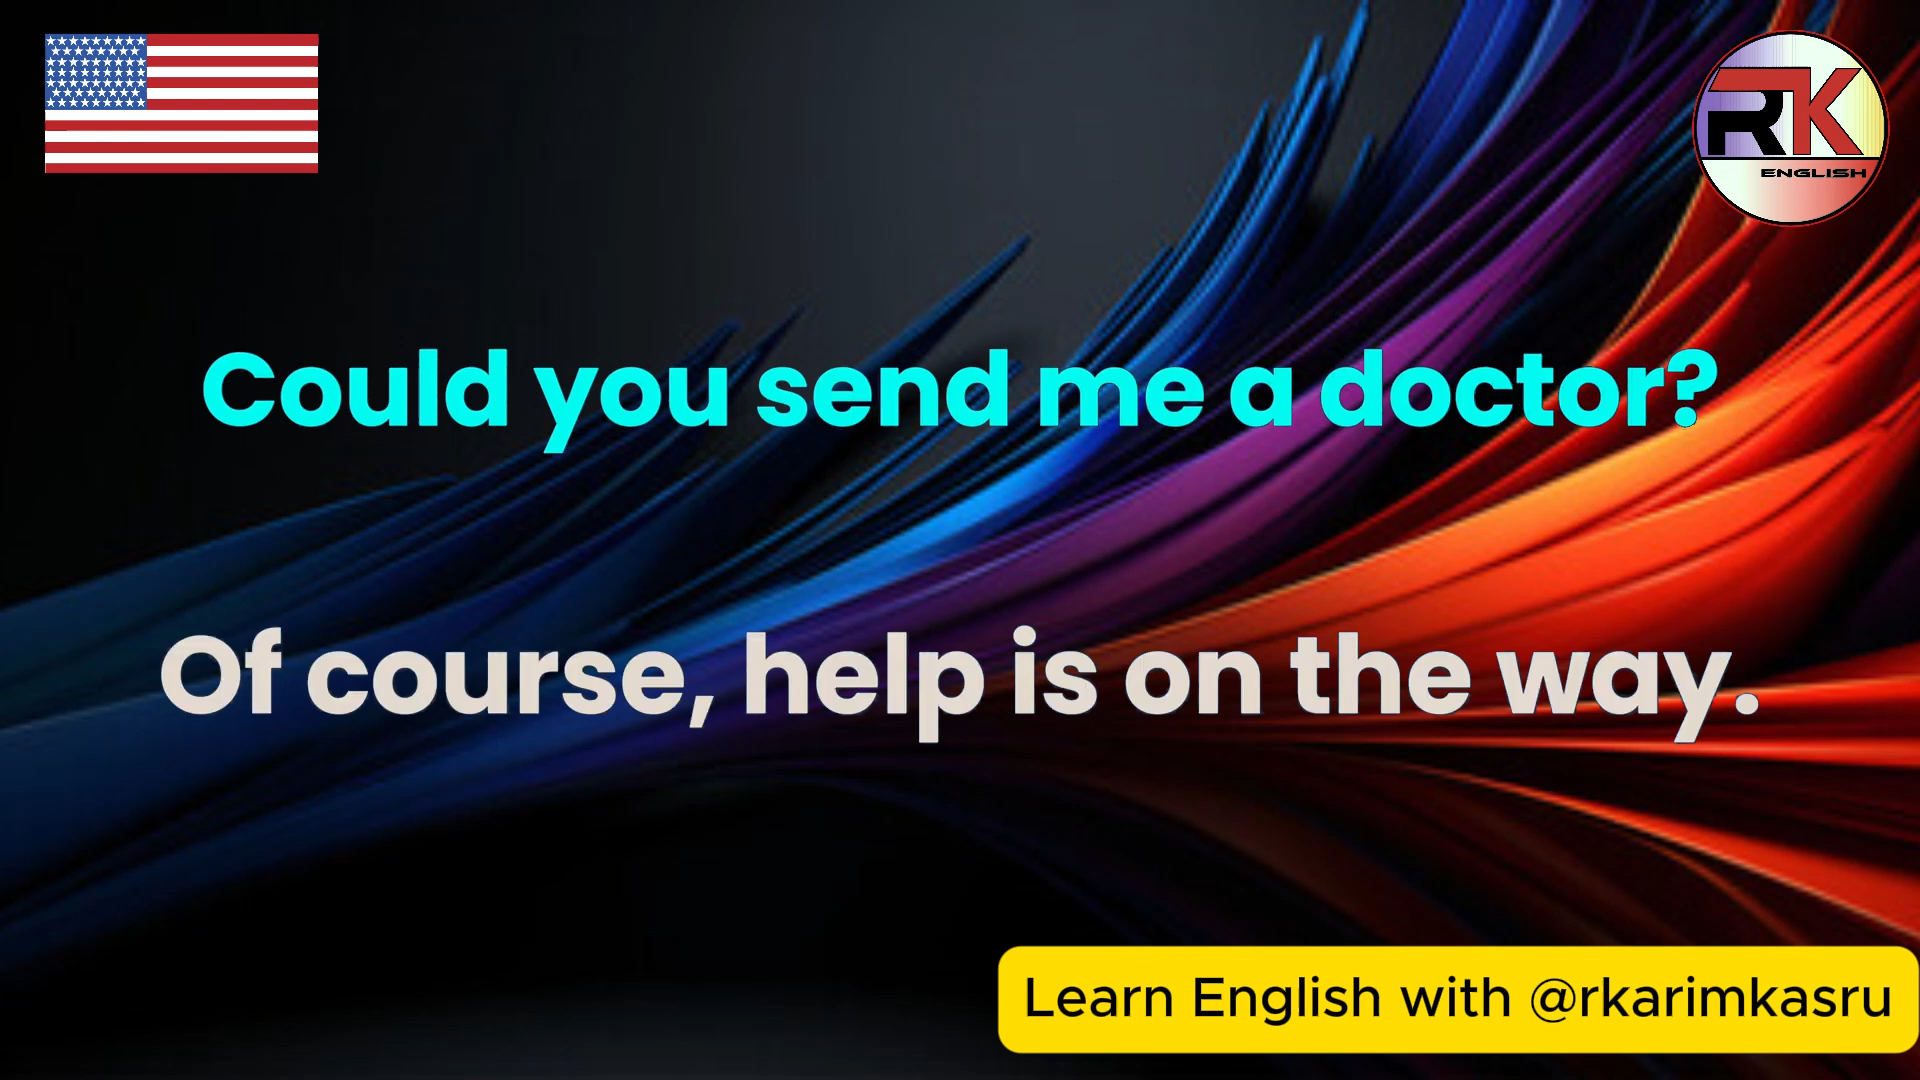 RK
ENGLISH
Could you send me a doctor?
Of course, help is on the way.
Learn English with @rkarimkasru